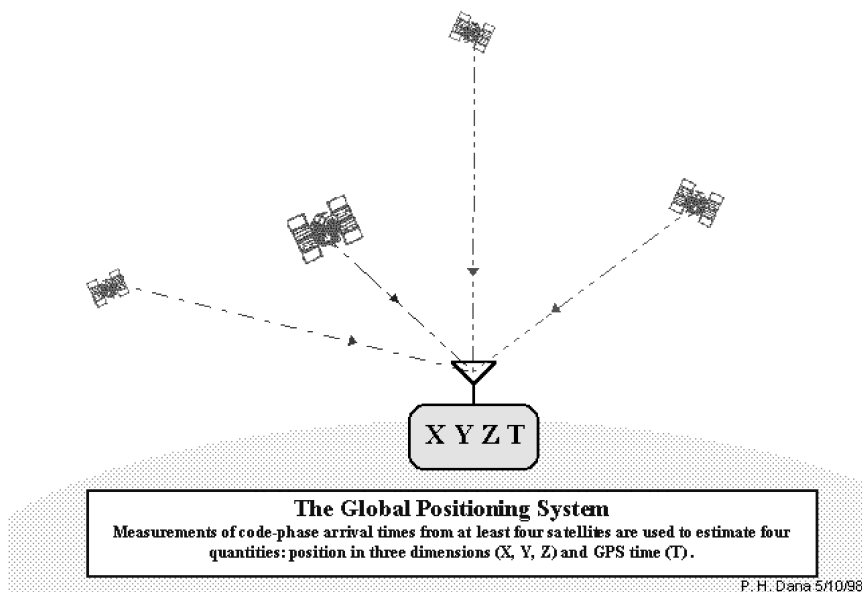 X Y Z T
The Global Positioning System
Measurements of code-phase arrival times from at least four satellites are used to estimate four
quantities: position in three dimensions (X, Y, Z) and GPS time (T).
P. H. Dana 5/10/98